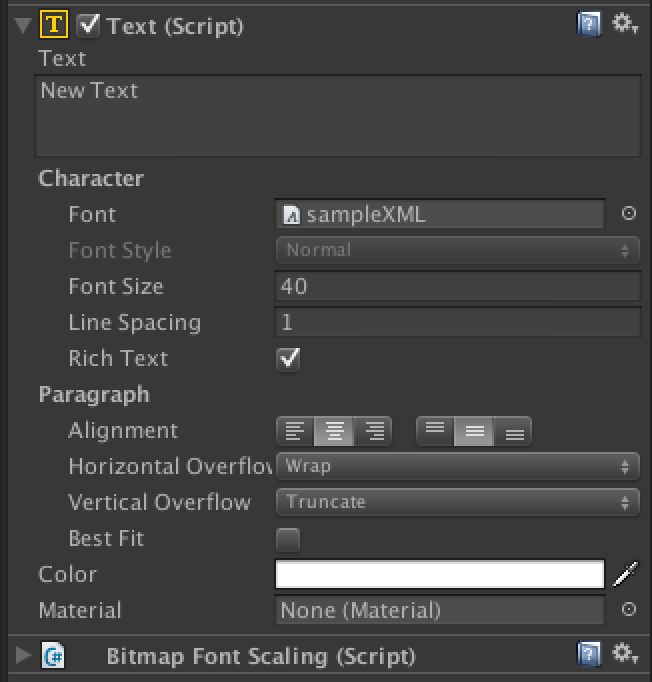 Text (Script)
Text
New Text
Character
Font sampleXML
Font Style Normal
Font Size 40
Line Spacing 1
Rich Text
Paragraph
Alignment
Horizontal Overflov Wrap
Vertical Overflow Truncate
Best Fit
Color
Material None (Material)
Bitmap Font Scaling (Script)